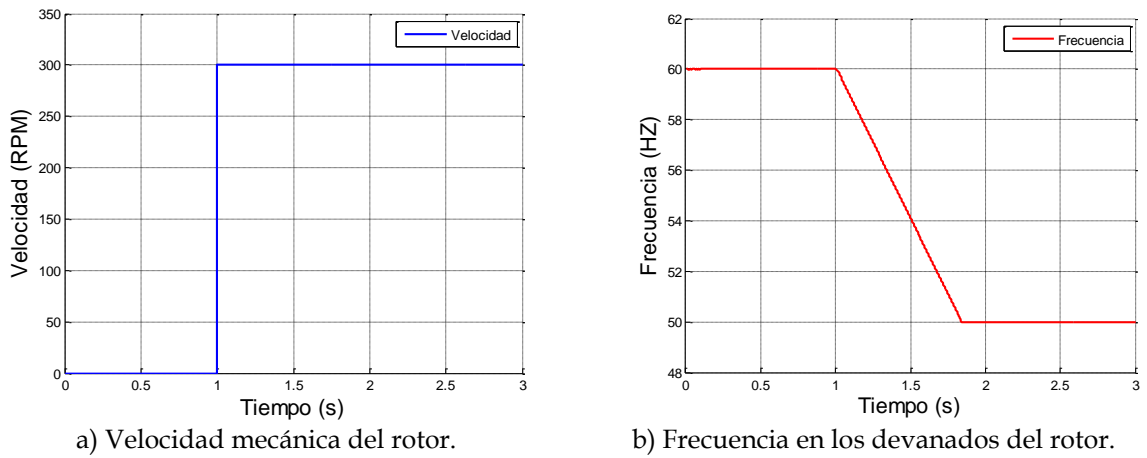 350
300
250
200
150
100
50
0
Velocidad (RPM)
Velocidad
0 0.5 1 1.5 2 2.5 3
Tiempo (s)
a) Velocidad mecánica del rotor.
62
60
58
56
54
52
50
48
Frecuencia (HZ)
Frecuencia
0 0.5 1 1.5 2 2.5 3
Tiempo (s)
b) Frecuencia en los devanados del rotor.